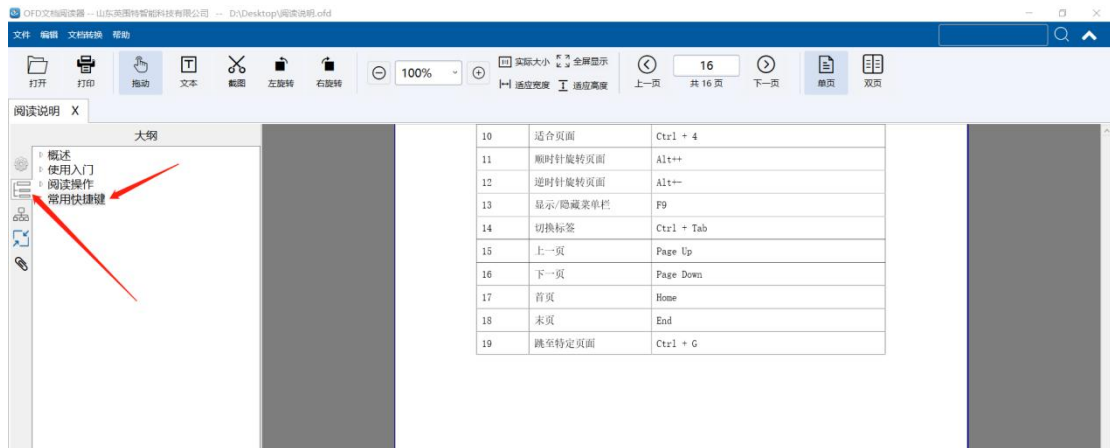 OFD文档阅读器 -- 山东英图特智能科技有限公司 -- D:\Desktop\阅读说明.ofd
文件 编辑 文档转换 帮助
打开 打印 拖动 文本 截图 左旋转 右旋转 100% 实际大小 全屏显示 适应宽度 适应高度 上一页 16 共 16 页 下一页 单页 双页
阅读说明 X
大纲
概述
使用入门
阅读操作
常用快捷键
10 适合页面 Ctrl + 4
11 顺时针旋转页面 Alt++
12 逆时针旋转页面 Alt+-
13 显示/隐藏菜单栏 F9
14 切换标签 Ctrl + Tab
15 上一页 Page Up
16 下一页 Page Down
17 首页 Home
18 末页 End
19 跳至特定页面 Ctrl + G